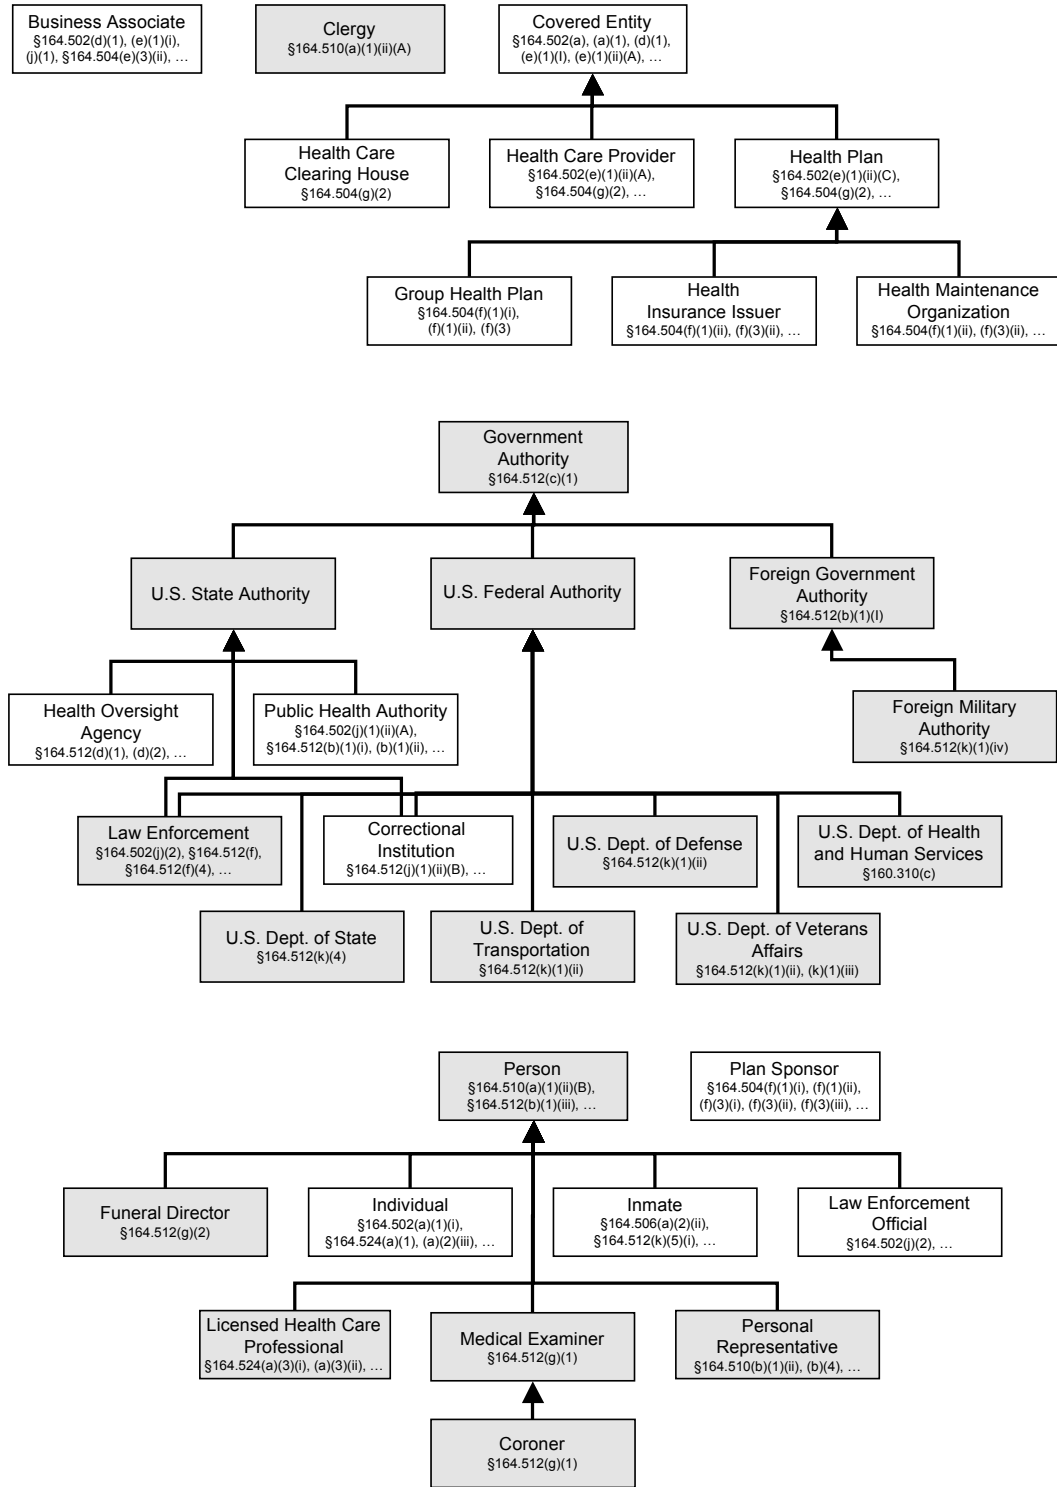 Business Associate
§164.502(d)(1), (e)(1)(i),
(j)(1), §164.504(e)(3)(ii), …
Clergy
§164.510(a)(1)(ii)(A)
Covered Entity
§164.502(a), (a)(1), (d)(1),
(e)(1)(I), (e)(1)(ii)(A), …
Health Care
Clearing House
§164.504(g)(2)
Health Care Provider
§164.502(e)(1)(ii)(A),
§164.504(g)(2), …
Health Plan
§164.502(e)(1)(ii)(C),
§164.504(g)(2), …
Group Health Plan
§164.504(f)(1)(i),
(f)(1)(ii), (f)(3)
Health
Insurance Issuer
§164.504(f)(1)(ii), (f)(3)(ii), …
Health Maintenance
Organization
§164.504(f)(1)(ii), (f)(3)(ii), …
Government
Authority
§164.512(c)(1)
U.S. State Authority
U.S. Federal Authority
Foreign Government
Authority
§164.512(b)(1)(I)
Health Oversight
Agency
§164.512(d)(1), (d)(2), …
Public Health Authority
§164.502(j)(1)(ii)(A),
§164.512(b)(1)(i), (b)(1)(ii), …
Foreign Military
Authority
§164.512(k)(1)(iv)
Law Enforcement
§164.502(j)(2), §164.512(f),
§164.512(f)(4), …
Correctional
Institution
§164.512(j)(1)(ii)(B), …
U.S. Dept. of Defense
§164.512(k)(1)(ii)
U.S. Dept. of Health
and Human Services
§160.310(c)
U.S. Dept. of State
§164.512(k)(4)
U.S. Dept. of
Transportation
§164.512(k)(1)(ii)
U.S. Dept. of Veterans
Affairs
§164.512(k)(1)(ii), (k)(1)(iii)
Person
§164.510(a)(1)(ii)(B),
§164.512(b)(1)(iii), …
Plan Sponsor
§164.504(f)(1)(i), (f)(1)(ii),
(f)(3)(i), (f)(3)(ii), (f)(3)(iii), …
Funeral Director
§164.512(g)(2)
Individual
§164.502(a)(1)(i),
§164.524(a)(1), (a)(2)(iii), …
Inmate
§164.506(a)(2)(ii),
§164.512(k)(5)(i), …
Law Enforcement
Official
§164.502(j)(2), …
Licensed Health Care
Professional
§164.524(a)(3)(i), (a)(3)(ii), …
Medical Examiner
§164.512(g)(1)
Personal
Representative
§164.510(b)(1)(ii), (b)(4), …
Coroner
§164.512(g)(1)